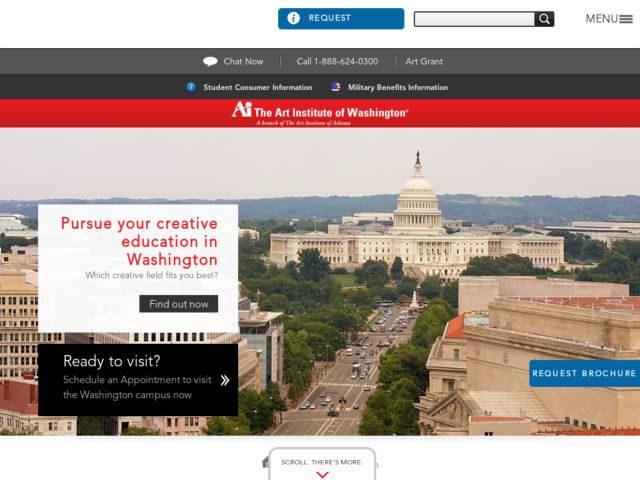 REQUEST
MENU
Chat Now
Call 1-888-624-0300
Art Grant
Student Consumer Information
Military Benefits Information
Ai The Art Institute of Washington®
A branch of The Art Institute of Atlanta
Pursue your creative
education in
Washington
Which creative field fits you best?
Find out now
Ready to visit?
Schedule an Appointment to visit
the Washington campus now
REQUEST BROCHURE
SCROLL, THERE'S MORE.